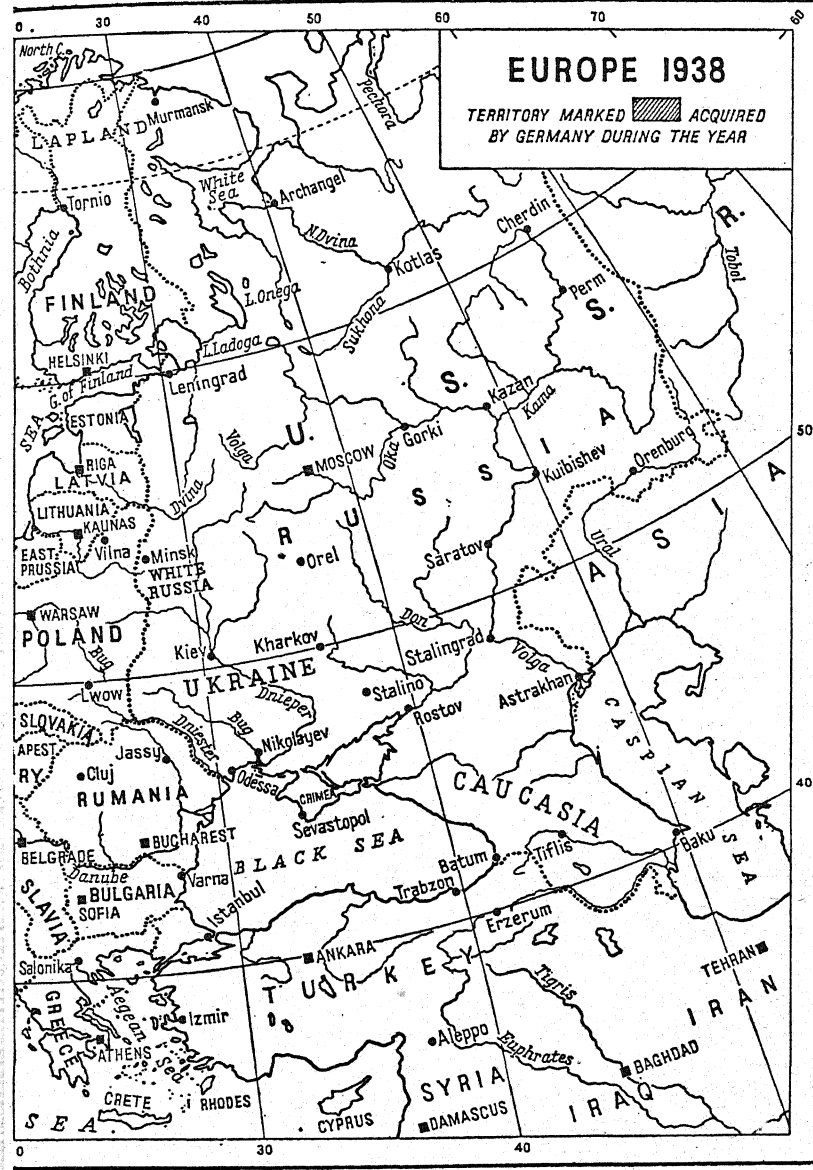 0
30
40
50
60
70
60
EUROPE 1938
TERRITORY MARKED ACQUIRED
BY GERMANY DURING THE YEAR
North C.
Murmansk
LAPLAND
Pechora
White
Sea
Archangel
Tornio
N.Dvina
Cherdin
R.
Tobol
Bothnia
Kotlas
Perm
FINLAND
L.Onega
Sukhona
S.
L.Ladoga
HELSINKI
G. of Finland
Leningrad
S.
Kazan
Kama
SEA
ESTONIA
Volga
U.
Oka
Gorki
50
RIGA
LATVIA
MOSCOW
Kuibishev
Orenburg
Dvina
LITHUANIA
KAUNAS
Vilna
RUSSIA
EAST
PRUSSIA
Minsk
WHITE
RUSSIA
Orel
Saratov
Ural
ASIA
WARSAW
POLAND
Bug
Kiev
Kharkov
Don
Stalingrad
Volga
Lwow
UKRAINE
Dnieper
Stalino
Astrakhan
Rostov
SLOVAKIA
Dniester
Bug
Nikolayev
APEST
RY
Jassy
Cluj
Odessa
CASPIAN
SEA
RUMANIA
CRIMEA
CAUCASIA
40
Sevastopol
BELGRADE
BUCHAREST
BLACK SEA
Baku
Danube
Varna
Batum
Tiflis
BULGARIA
SOFIA
Trabzon
SLAVIA
Istanbul
Erzerum
Salonika
ANKARA
TEHRAN
TURKEY
Tigris
IRAN
GREECE
Aegean
Sea
Izmir
Aleppo
Euphrates
ATHENS
BAGHDAD
SYRIA
CRETE
RHODES
CYPRUS
DAMASCUS
IRAQ
SEA.
0
30
40